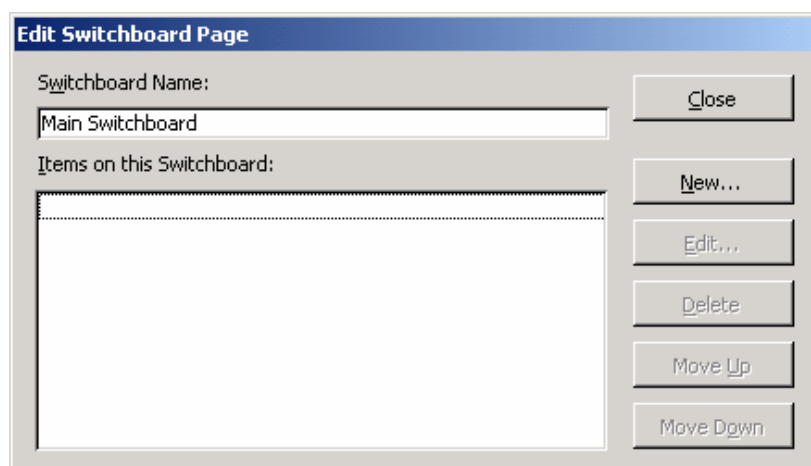 Edit Switchboard Page
Switchboard Name:
Close
Main Switchboard
Items on this Switchboard:
New...
Edit...
Delete
Move Up
Move Down